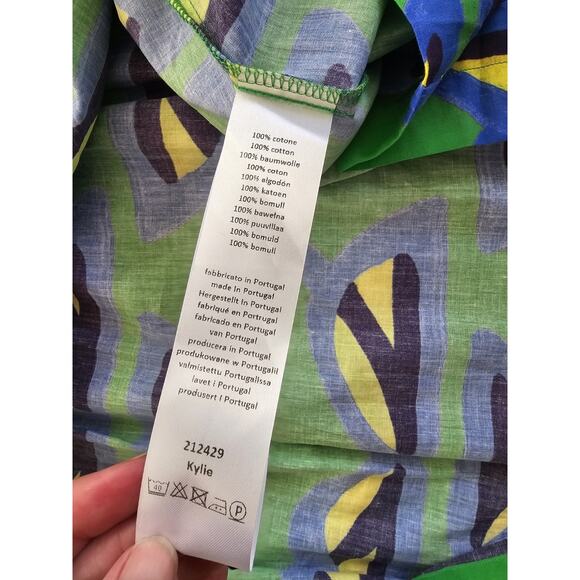 100% cotone
100% cotton
100% baumwolle
100% coton
100% algodón
100% katoen
100% bomull
100% bawełna
100% puuvillaa
100% bomuld
100% bomull
fabbricato in Portugal
made in Portugal
Hergestellt in Portugal
fabriqué en Portugal
fabricado en Portugal
van Portugal
producera in Portugal
produkowane w Portugalii
valmistettu Portugalissa
lavet i Portugal
produsert i Portugal
212429
Kylie
40
P